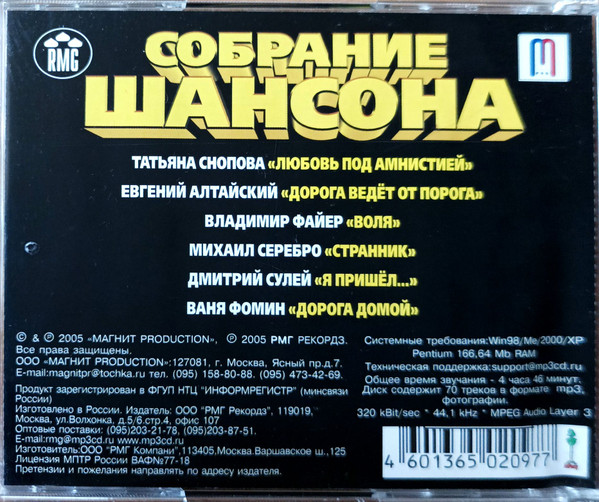 RMG
СОБРАНИЕ
ШАНСОНА
ТАТЬЯНА СНОПОВА «ЛЮБОВЬ ПОД АМНИСТИЕЙ»
ЕВГЕНИЙ АЛТАЙСКИЙ «ДОРОГА ВЕДЁТ ОТ ПОРОГА»
ВЛАДИМИР ФАЙЕР «ВОЛЯ»
МИХАИЛ СЕРЕБРО «СТРАННИК»
ДМИТРИЙ СУЛЕЙ «Я ПРИШЁЛ...»
ВАНЯ ФОМИН «ДОРОГА ДОМОЙ»
© & ℗ 2005 «МАГНИТ PRODUCTION», ℗ 2005 РМГ РЕКОРДЗ.
Все права защищены.
ООО «МАГНИТ PRODUCTION»:127081, г. Москва, Ясный пр.д.7.
E-mail:magnitpr@tochka.ru тел. (095) 158-80-88. (095) 473-42-69.
Продукт зарегистрирован в ФГУП НТЦ "ИНФОРМРЕГИСТР" (минсвязи
России)
Изготовлено в России. Издатель: ООО "РМГ Рекордз", 119019.
Москва, ул.Волхонка, д.5/6.стр.4, офис 107
Оптовые поставки: (095)203-21-78, (095)203-87-51.
E-mail:rmg@mp3cd.ru www.mp3cd.ru
Изготовитель:ООО "РМГ Компани",113105,Москва.Варшавское ш.,125
Лицензия МПТР России ВАФ№77-18
Претензии и пожелания направлять по адресу издателя.
Системные требования:Win98/Me/2000/XP
Pentium 166,64 Mb RAM
Техническая поддержка:support@mp3cd.ru
Общее время звучания - 4 часа 46 минут.
Диск содержит 70 треков в формате mp3,
фотографии.
320 kBit/sec * 44,1 kHz * MPEG Audio Layer 3
4 601365 020977